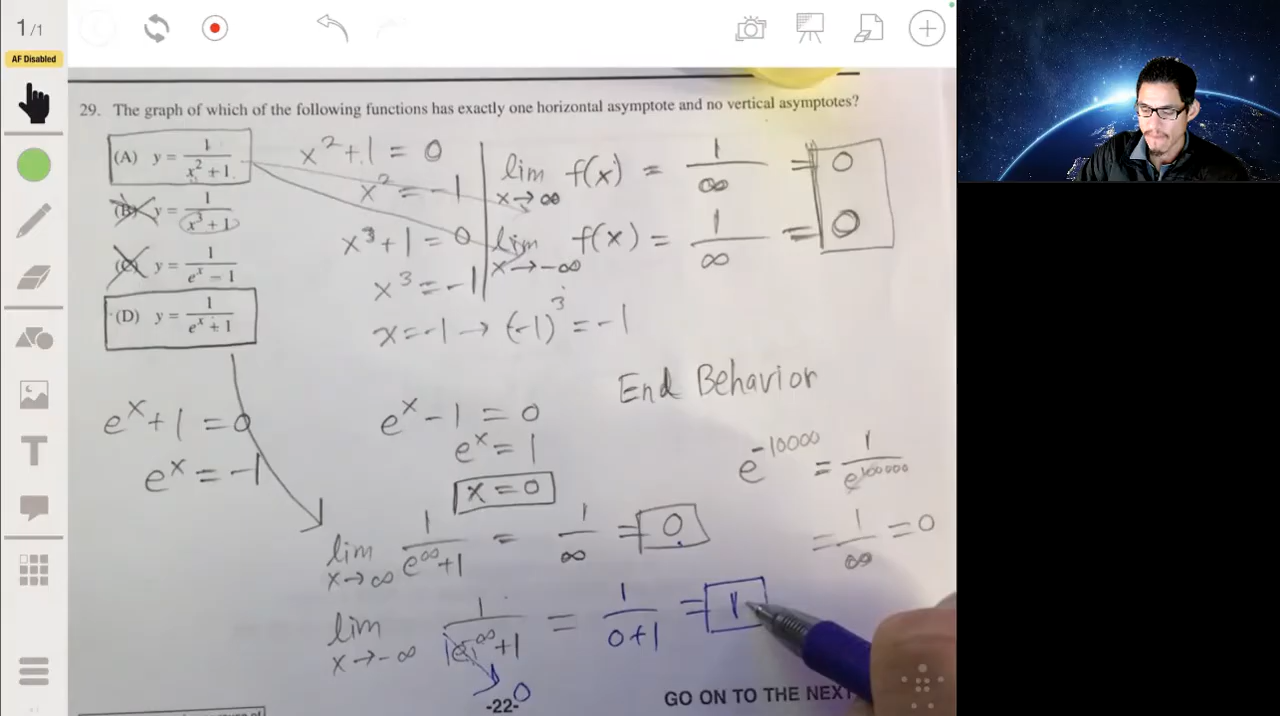 1/1
AF Disabled
29. The graph of which of the following functions has exactly one horizontal asymptote and no vertical asymptotes?
(A) y = 1/(x² + 1)
(B) y = 1/(x³ + 1)
(C) y = 1/(eˣ − 1)
(D) y = 1/(eˣ + 1)
x² + 1 = 0
x² = -1
x³ + 1 = 0
x³ = -1
x = -1 → (-1)³ = -1
lim x→∞ f(x) = 1/∞ = 0
lim x→-∞ f(x) = 1/∞ = 0
End Behavior
eˣ + 1 = 0
eˣ = -1
eˣ - 1 = 0
eˣ = 1
x = 0
e^-10000 = 1/e^100000
= 1/∞ = 0
lim x→∞ 1/(e^∞ + 1) = 1/∞ = 0
lim x→-∞ 1/(e^-∞ + 1) = 1/(0+1) = 1
0
-22-
GO ON TO THE NEXT
T